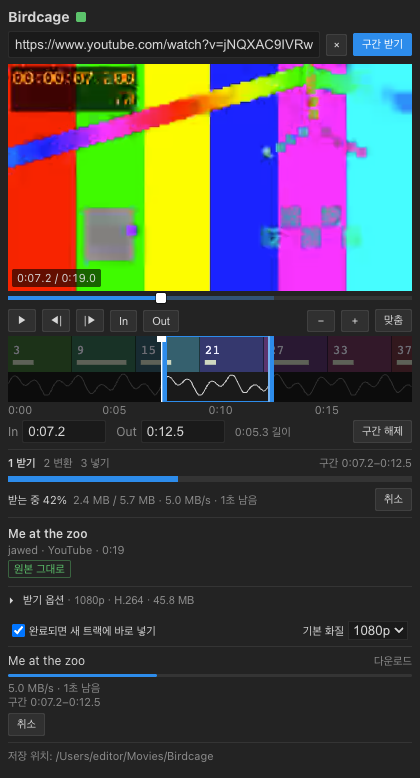 Birdcage
https://www.youtube.com/watch?v=jNQXAC9IVRw × 구간 받기
00:00:07.200
0:07.2 / 0:19.0
In Out − + 맞춤
3 9 15 21 27 33 37
0:00 0:05 0:10 0:15
In 0:07.2 Out 0:12.5 0:05.3 길이 구간 해제
1 받기 2 변환 3 넣기 구간 0:07.2–0:12.5
받는 중 42% 2.4 MB / 5.7 MB · 5.0 MB/s · 1초 남음 취소
Me at the zoo
jawed · YouTube · 0:19
원본 그대로
받기 옵션 · 1080p · H.264 · 45.8 MB
완료되면 새 트랙에 바로 넣기 기본 화질 1080p
Me at the zoo 다운로드
5.0 MB/s · 1초 남음
구간 0:07.2–0:12.5
취소
저장 위치: /Users/editor/Movies/Birdcage